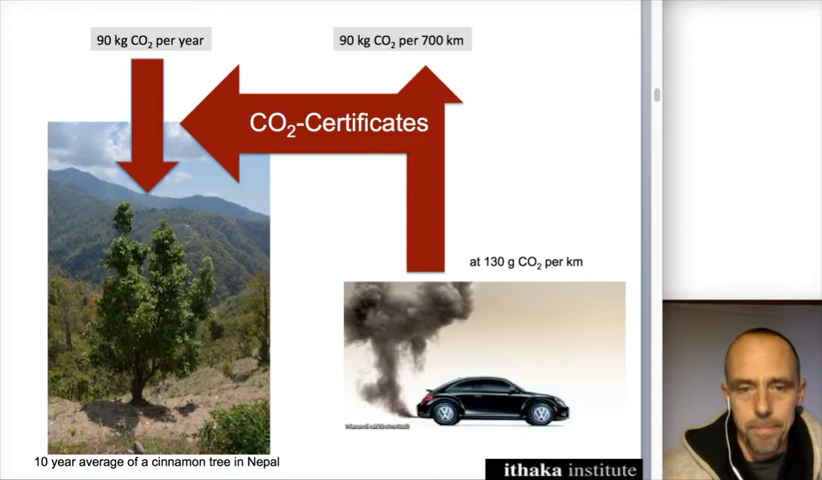 90 kg CO₂ per year
90 kg CO₂ per 700 km
CO₂-Certificates
at 130 g CO₂ per km
10 year average of a cinnamon tree in Nepal
ithaka institute